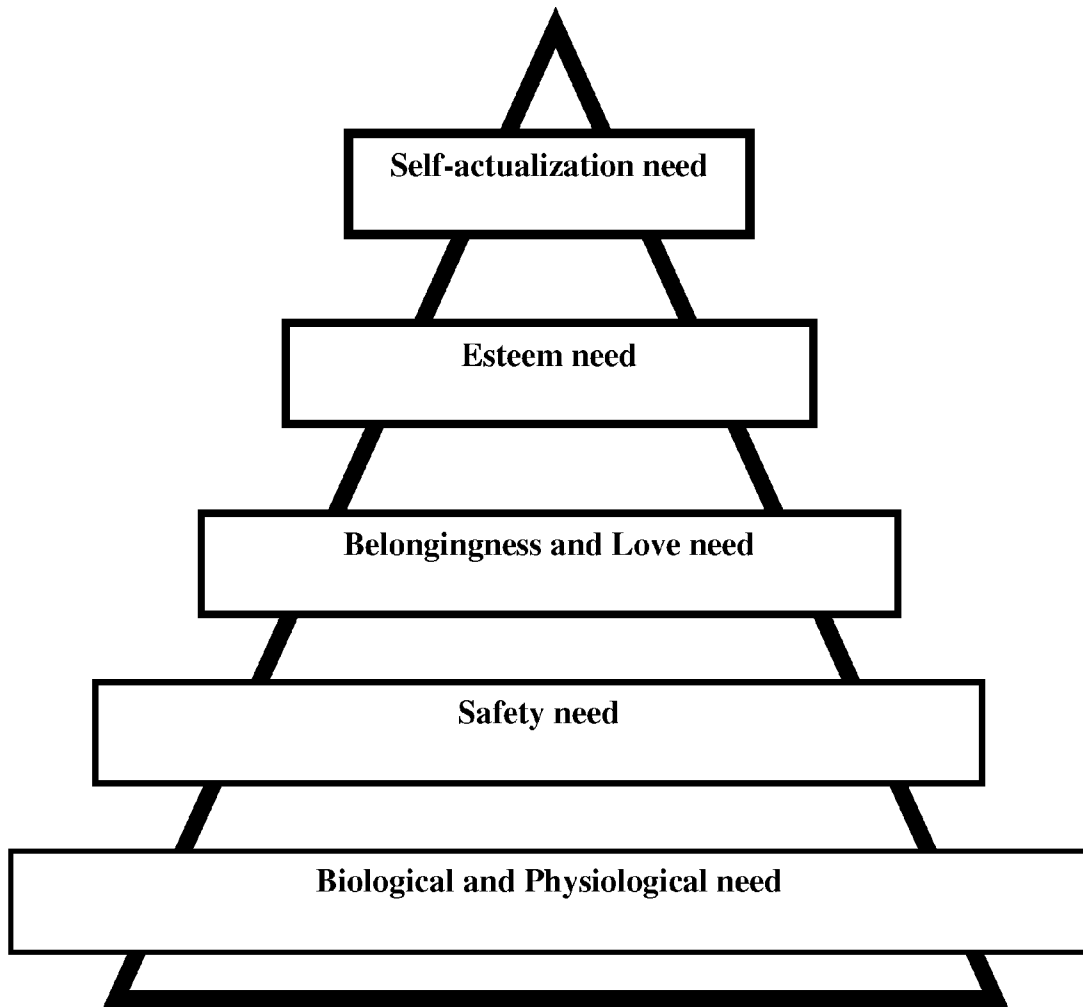 Self-actualization need
Esteem need
Belongingness and Love need
Safety need
Biological and Physiological need